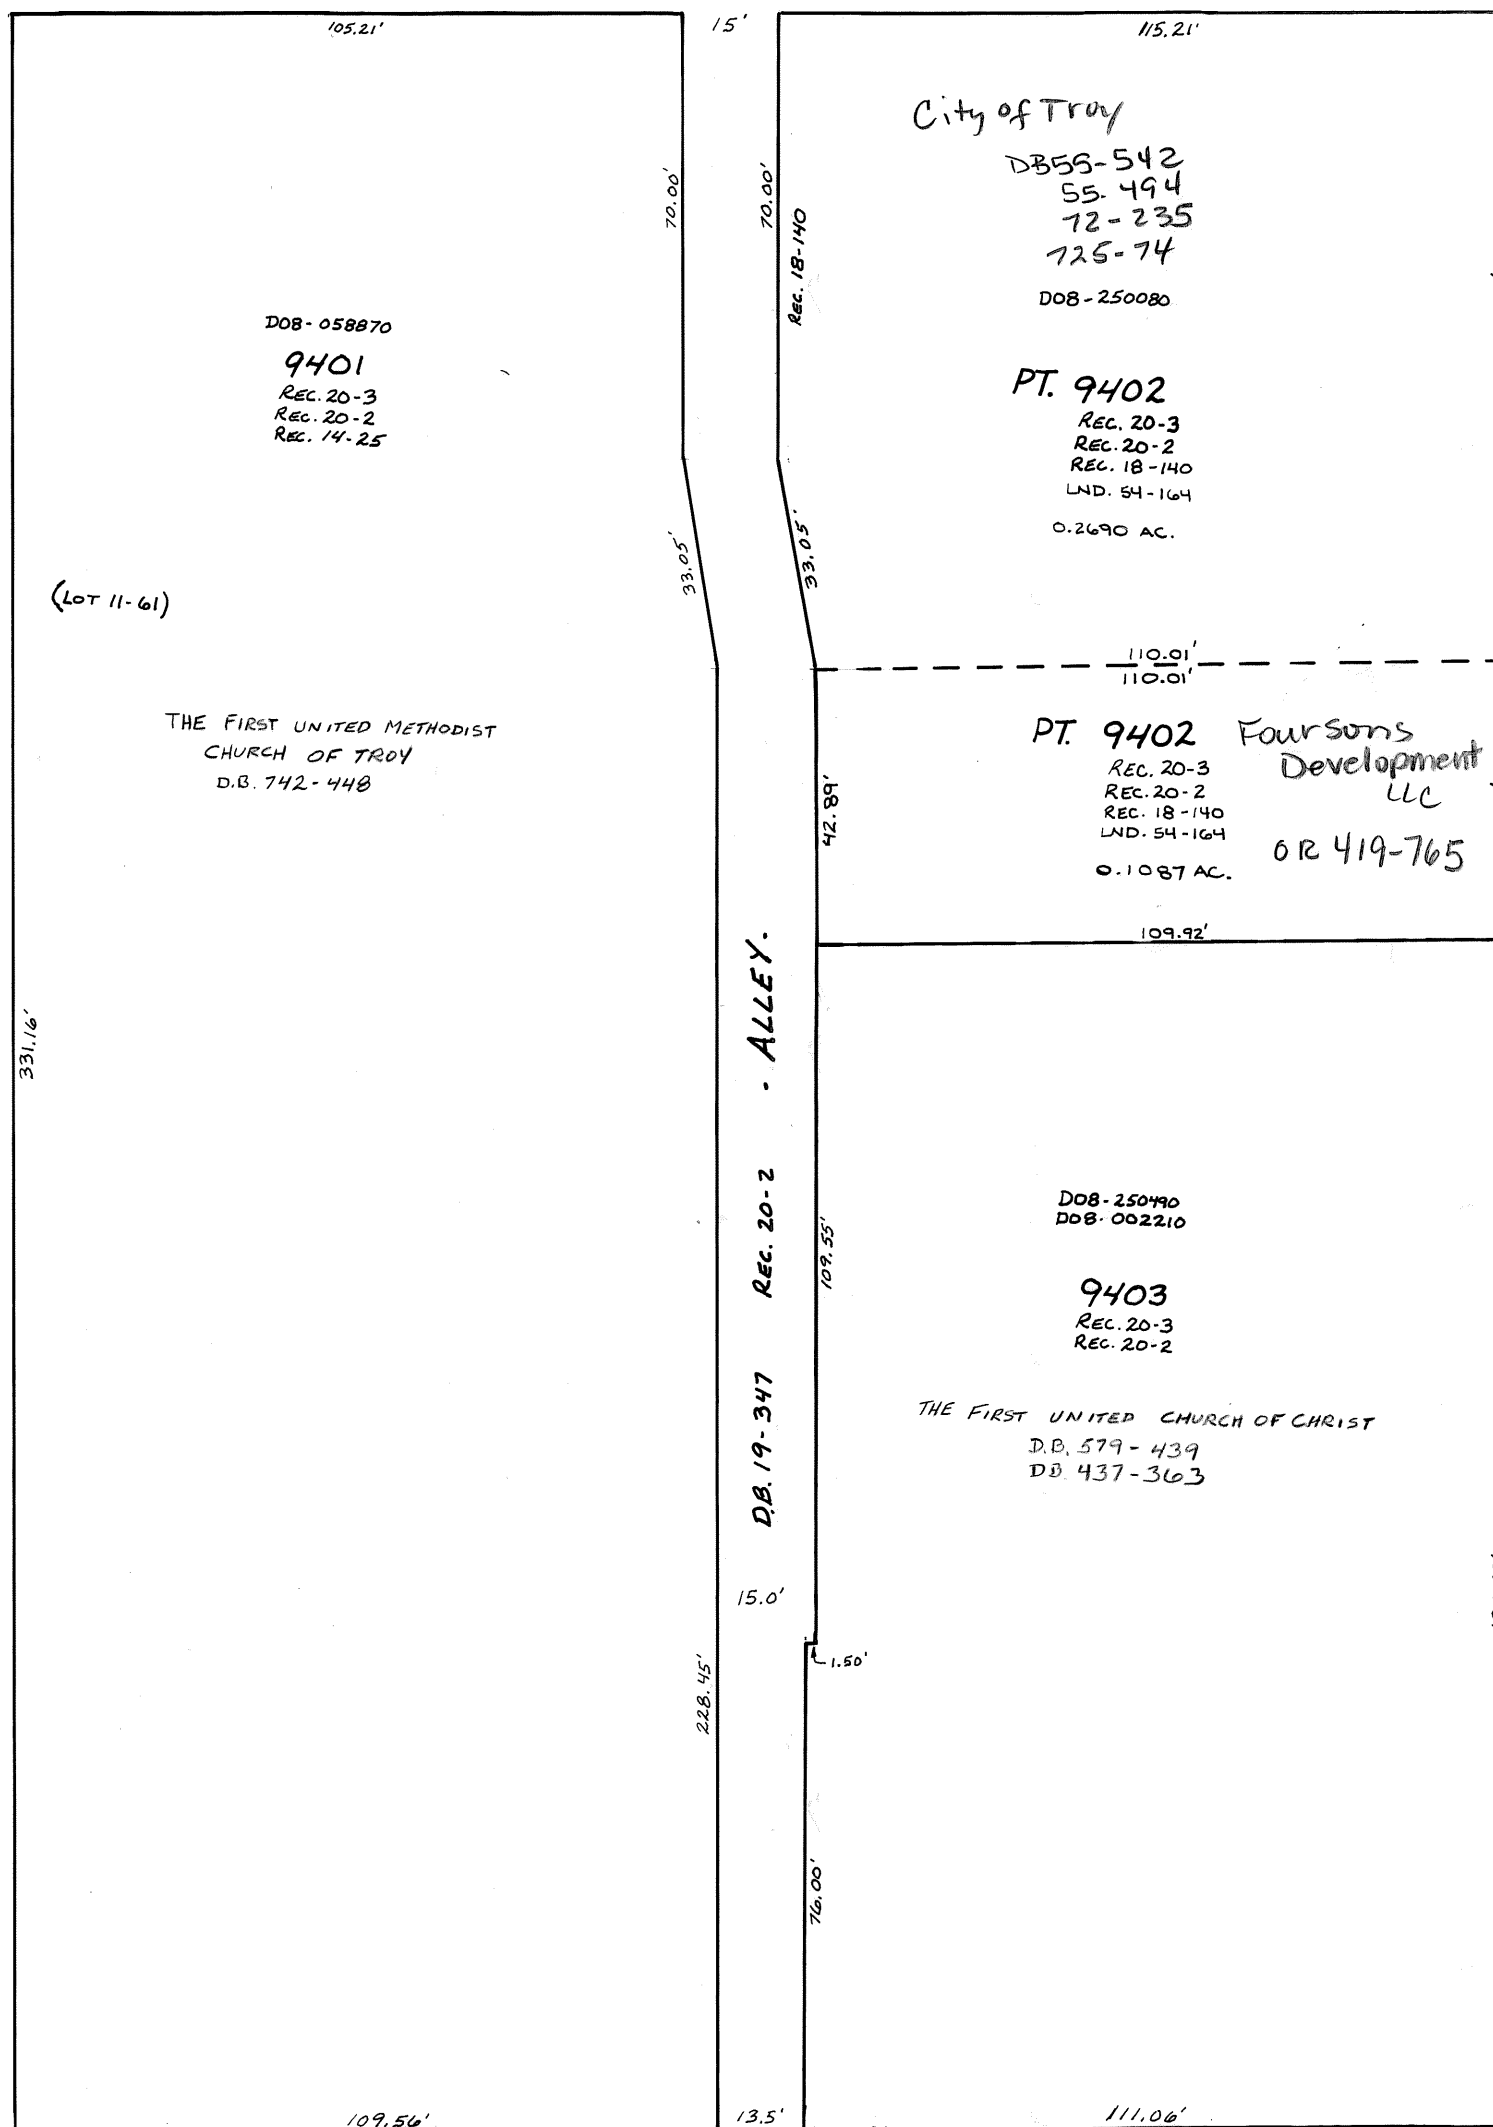 105.21'
15'
115.21'
70.00'
70.00'
REC. 18-140
City of Troy
DB55-542
55-494
72-235
725-74
D08-250080
PT. 9402
REC. 20-3
REC. 20-2
REC. 18-140
LND. 54-164
0.2690 AC.
D08-058870
9401
REC. 20-3
REC. 20-2
REC. 14-25
33.05'
33.05'
(LOT 11-61)
THE FIRST UNITED METHODIST
CHURCH OF TROY
D.B. 742-448
110.01'
110.01'
PT. 9402
REC. 20-3
REC. 20-2
REC. 18-140
LND. 54-164
0.1087 AC.
Four Sons
Development
LLC
OR 419-765
42.89'
109.92'
331.16'
D.B. 19-347 REC. 20-2 - ALLEY.
109.55'
D08-250490
D08-002210
9403
REC. 20-3
REC. 20-2
THE FIRST UNITED CHURCH OF CHRIST
D.B. 579-439
DB. 437-363
15.0'
1.50'
228.45'
76.00'
109.56'
13.5'
111.06'